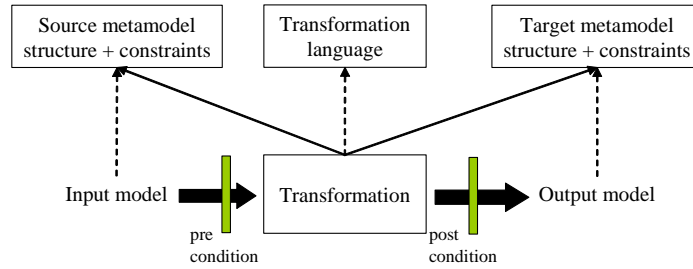 Source metamodel
structure + constraints
Transformation
language
Target metamodel
structure + constraints
Input model
Transformation
Output model
pre
condition
post
condition